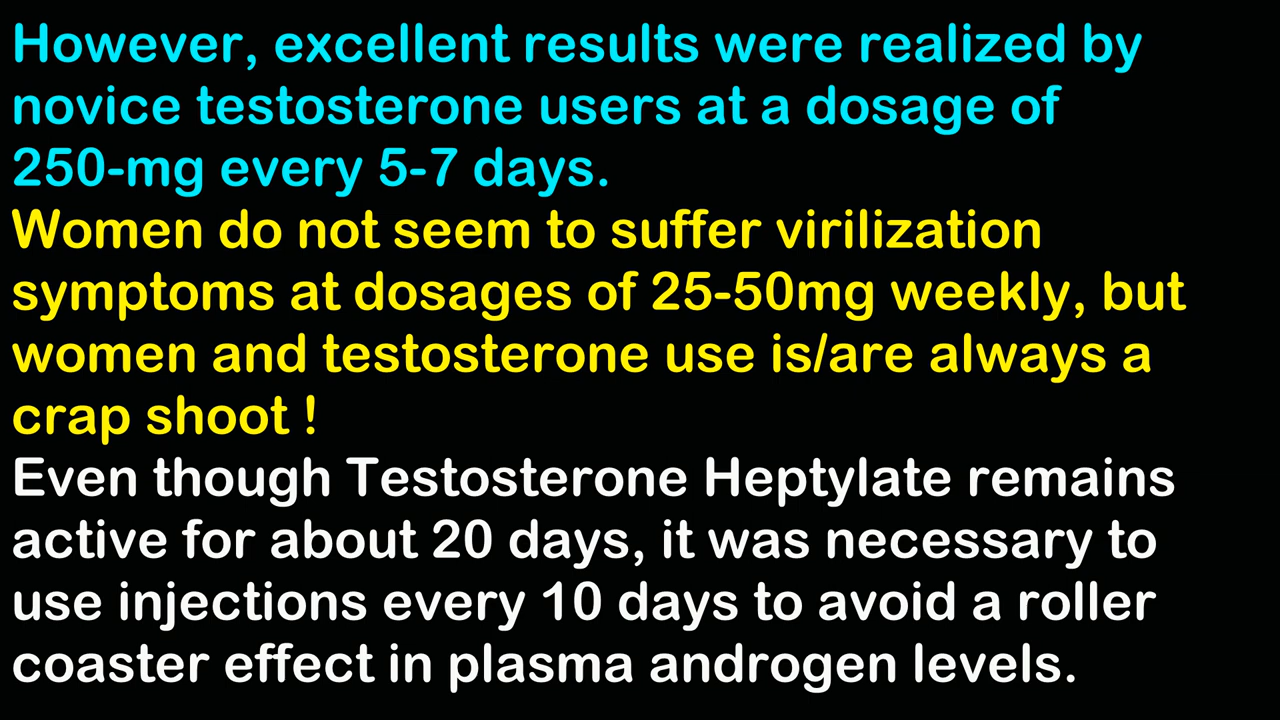 However, excellent results were realized by
novice testosterone users at a dosage of
250-mg every 5-7 days.
Women do not seem to suffer virilization
symptoms at dosages of 25-50mg weekly, but
women and testosterone use is/are always a
crap shoot !
Even though Testosterone Heptylate remains
active for about 20 days, it was necessary to
use injections every 10 days to avoid a roller
coaster effect in plasma androgen levels.